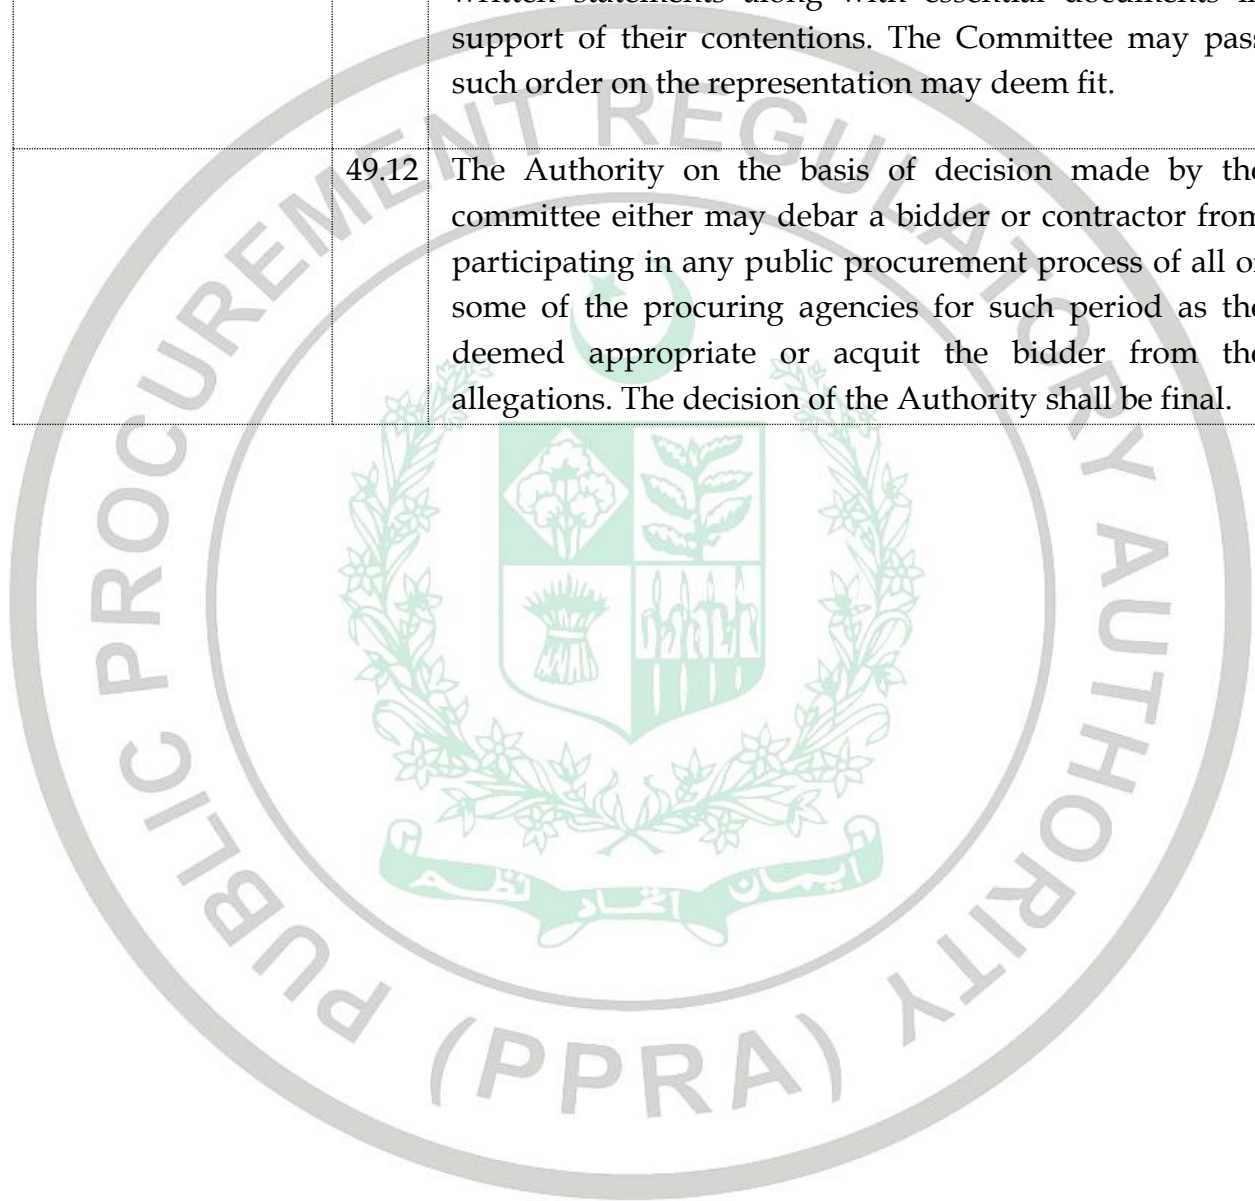 written statements along with essential documents in
support of their contentions. The Committee may pass
such order on the representation may deem fit.
49.12 The Authority on the basis of decision made by the
committee either may debar a bidder or contractor from
participating in any public procurement process of all or
some of the procuring agencies for such period as the
deemed appropriate or acquit the bidder from the
allegations. The decision of the Authority shall be final.
PUBLIC PROCUREMENT REGULATORY AUTHORITY
ایمان اتحاد نظم
(PPRA)